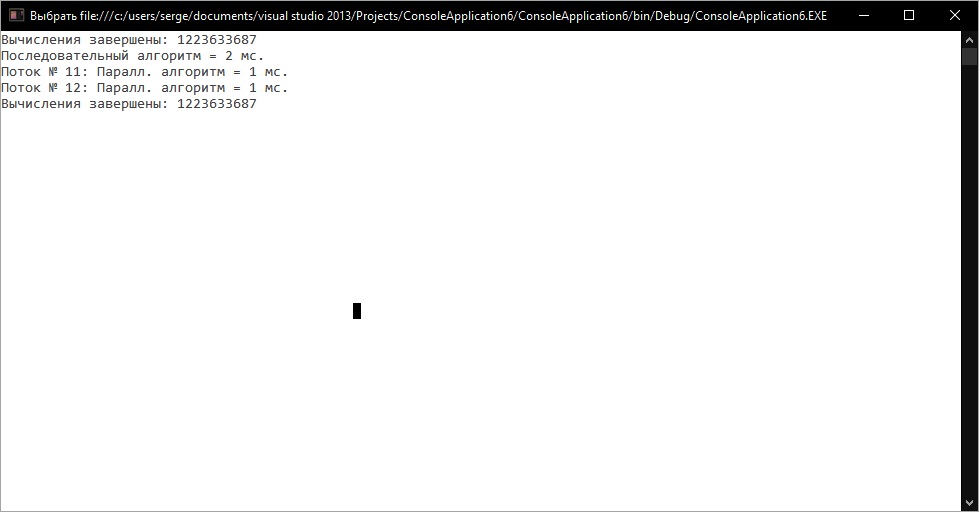 Выбрать file:///c:/users/serge/documents/visual studio 2013/Projects/ConsoleApplication6/ConsoleApplication6/bin/Debug/ConsoleApplication6.EXE
Вычисления завершены: 1223633687
Последовательный алгоритм = 2 мс.
Поток № 11: Паралл. алгоритм = 1 мс.
Поток № 12: Паралл. алгоритм = 1 мс.
Вычисления завершены: 1223633687